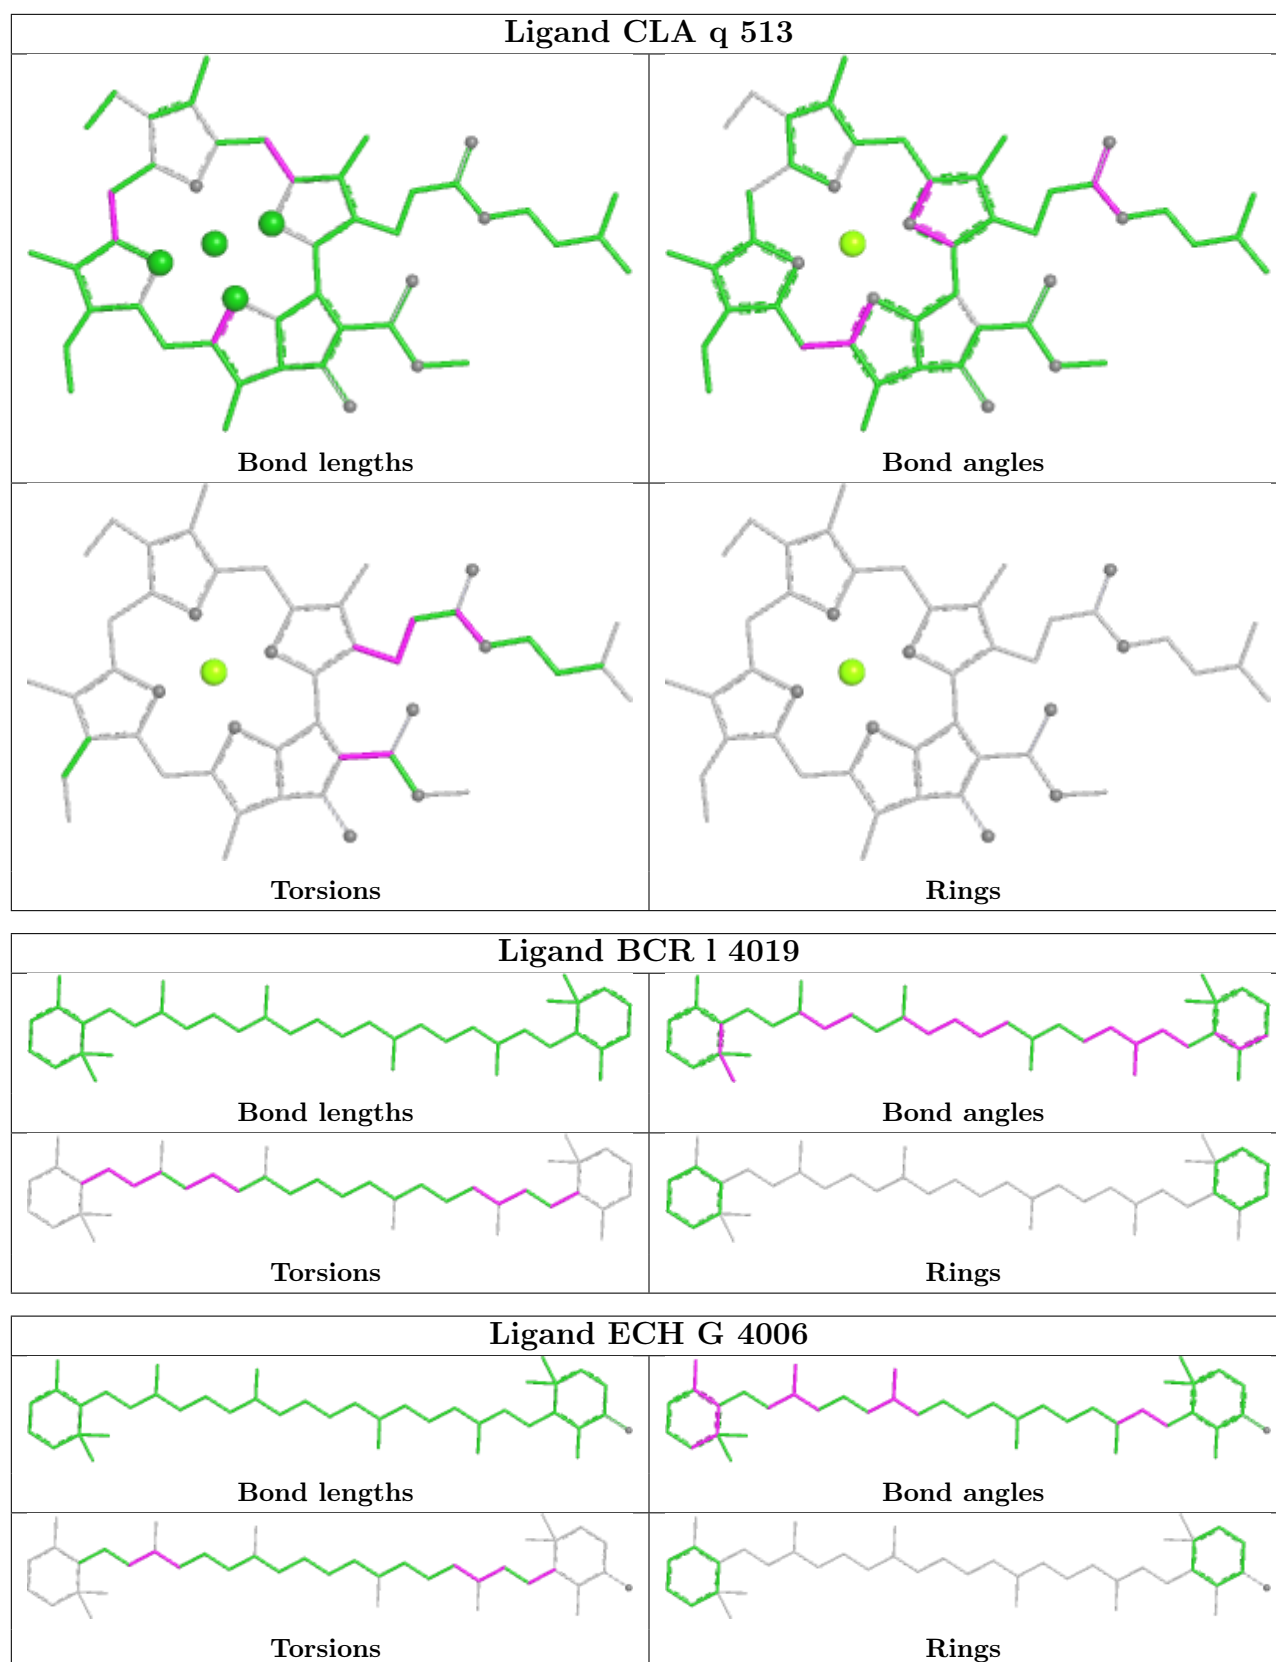 Ligand CLA q 513
Bond lengths
Bond angles
Torsions
Rings
Ligand BCR l 4019
Bond lengths
Bond angles
Torsions
Rings
Ligand ECH G 4006
Bond lengths
Bond angles
Torsions
Rings